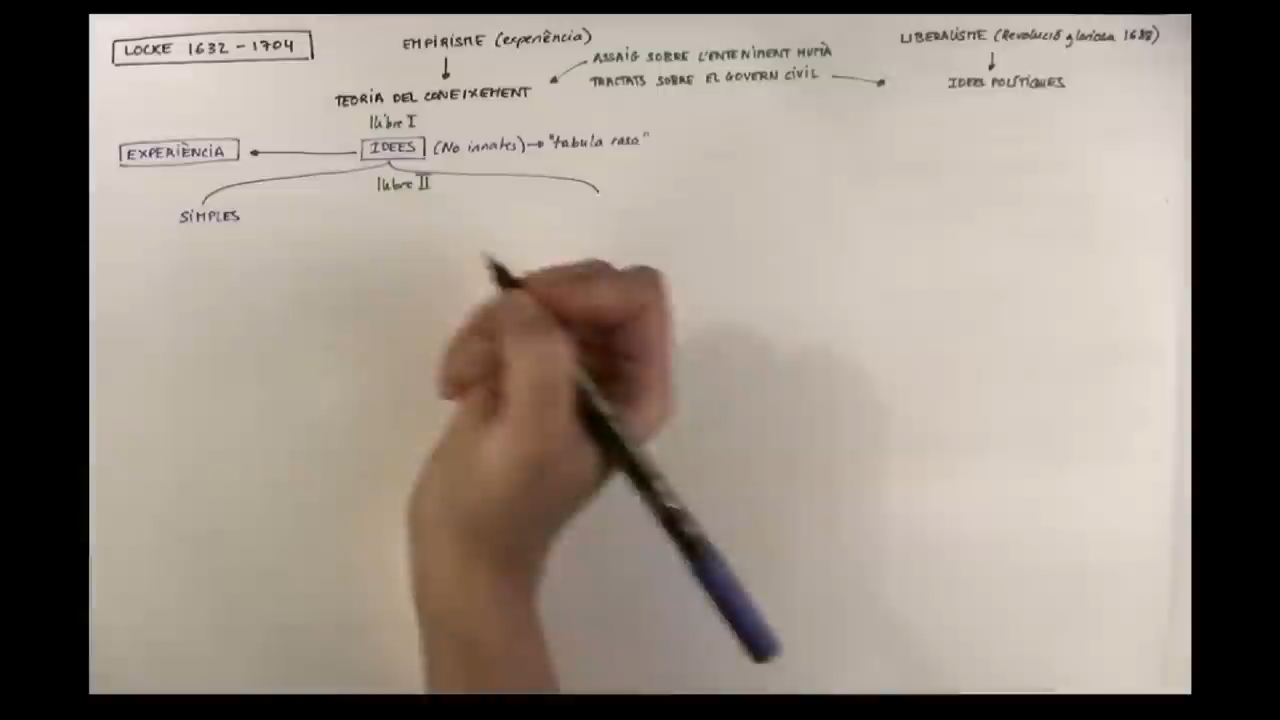 LOCKE 1632 - 1704
EMPIRISME (experiència)
LIBERALISME (Revolució gloriosa 1688)
ASSAIG SOBRE L'ENTENIMENT HUMÀ
TRACTATS SOBRE EL GOVERN CIVIL
IDEES POLÍTIQUES
TEORIA DEL CONEIXEMENT
llibre I
EXPERIÈNCIA
IDEES (No innates) → "tabula rasa"
llibre II
SIMPLES